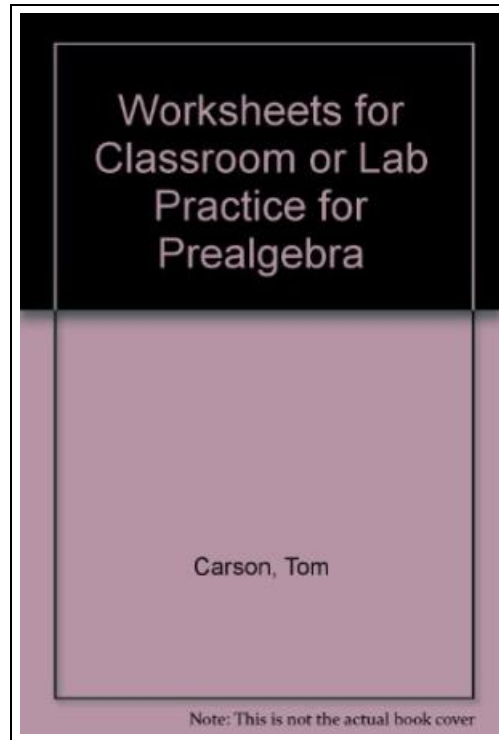 Worksheets for
Classroom or Lab
Practice for
Prealgebra
Carson, Tom
Note: This is not the actual book cover